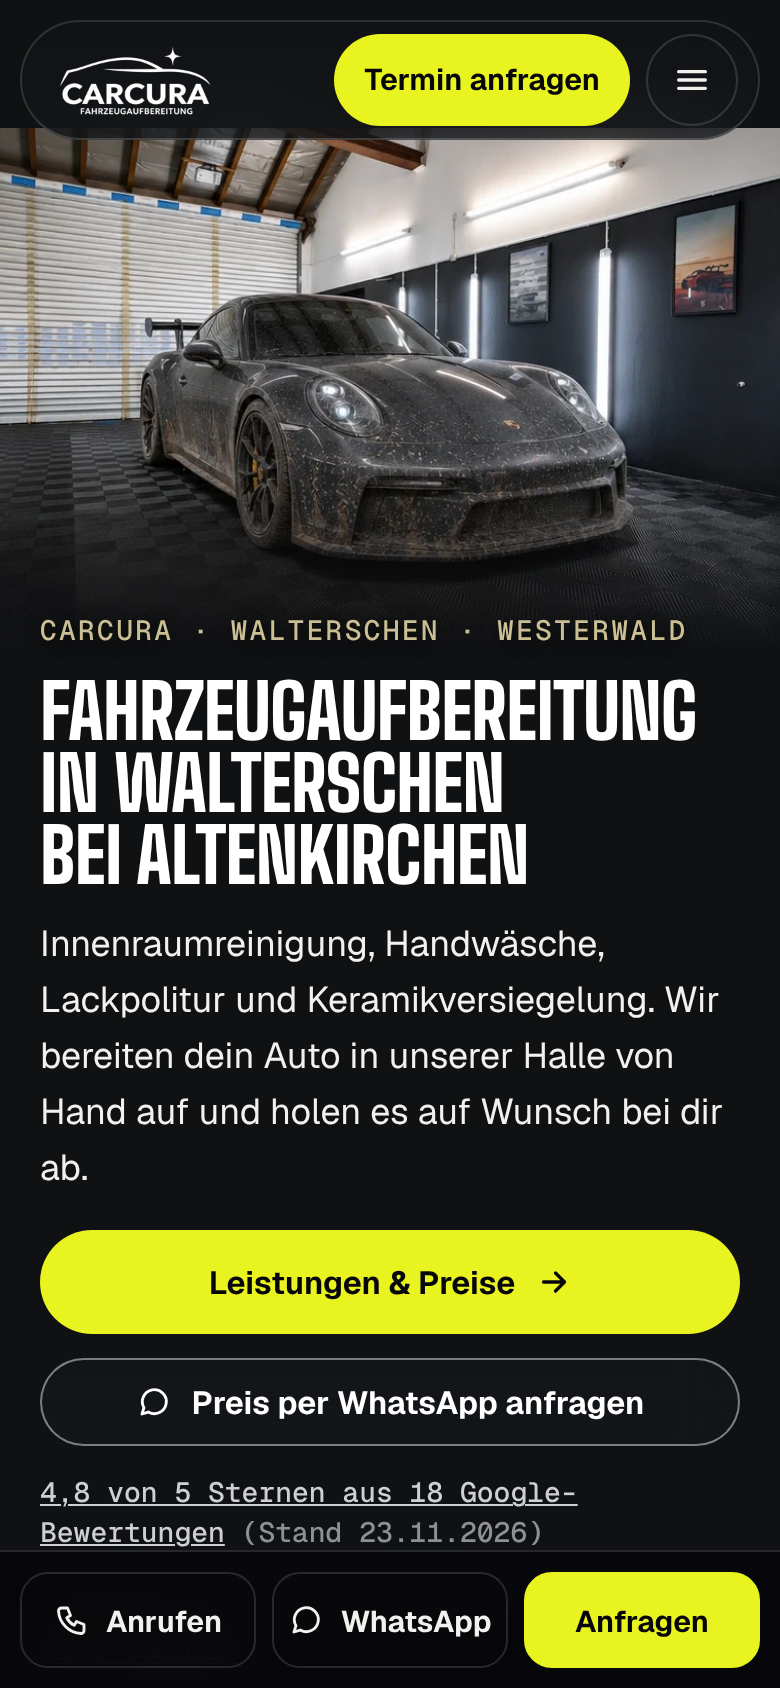 CARCURA
FAHRZEUGAUFBEREITUNG
Termin anfragen
CARCURA · WALTERSCHEN · WESTERWALD
FAHRZEUGAUFBEREITUNG
IN WALTERSCHEN
BEI ALTENKIRCHEN
Innenraumreinigung, Handwäsche,
Lackpolitur und Keramikversiegelung. Wir
bereiten dein Auto in unserer Halle von
Hand auf und holen es auf Wunsch bei dir
ab.
Leistungen & Preise →
Preis per WhatsApp anfragen
4,8 von 5 Sternen aus 18 Google-
Bewertungen (Stand 23.11.2026)
Anrufen
WhatsApp
Anfragen